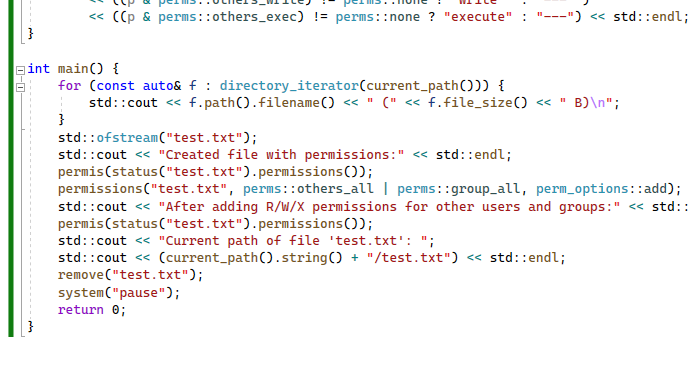 << ((p & perms::others_write) != perms::none ? "write" : "---")
<< ((p & perms::others_exec) != perms::none ? "execute" : "---") << std::endl;
}
int main() {
for (const auto& f : directory_iterator(current_path())) {
std::cout << f.path().filename() << " (" << f.file_size() << " B)\n";
}
std::ofstream("test.txt");
std::cout << "Created file with permissions:" << std::endl;
permis(status("test.txt").permissions());
permissions("test.txt", perms::others_all | perms::group_all, perm_options::add);
std::cout << "After adding R/W/X permissions for other users and groups:" << std::
permis(status("test.txt").permissions());
std::cout << "Current path of file 'test.txt': ";
std::cout << (current_path().string() + "/test.txt") << std::endl;
remove("test.txt");
system("pause");
return 0;
}